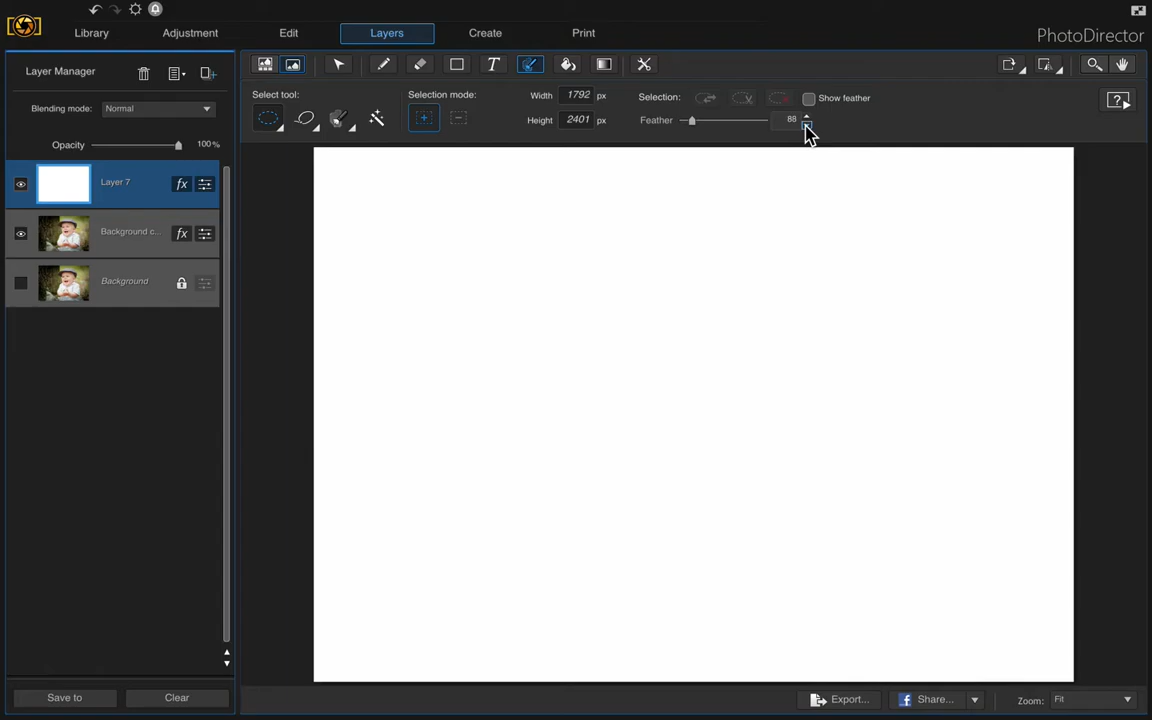 Library Adjustment Edit Layers Create Print PhotoDirector
Layer Manager
Blending mode: Normal
Opacity 100%
Layer 7 fx
Background c... fx
Background
Save to Clear
Select tool: Selection mode: Width 1792 px Selection: Show feather
Height 2401 px Feather 88
T
?
Export... f Share... Zoom: Fit